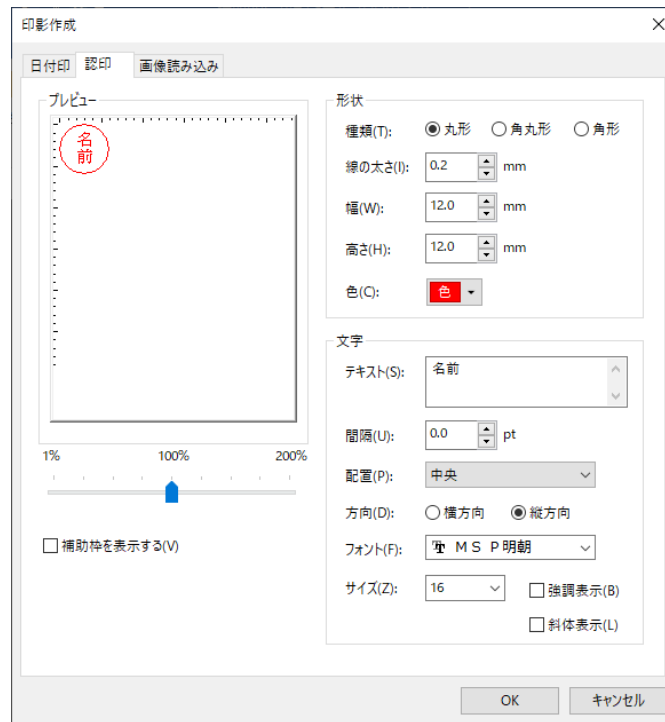 印影作成
日付印 認印 画像読み込み
プレビュー
名
前
1% 100% 200%
補助枠を表示する(V)
形状
種類(T): 丸形 角丸形 角形
線の太さ(I): 0.2 mm
幅(W): 12.0 mm
高さ(H): 12.0 mm
色(C): 色
文字
テキスト(S): 名前
間隔(U): 0.0 pt
配置(P): 中央
方向(D): 横方向 縦方向
フォント(F): ＭＳ Ｐ明朝
サイズ(Z): 16 強調表示(B)
斜体表示(L)
OK キャンセル